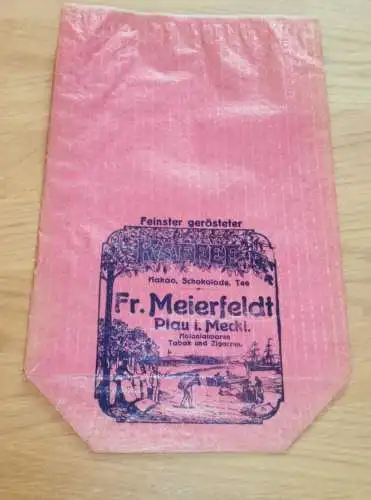 Feinster gerösteter
KAFFEE
Kakao, Schokolade, Tee
Fr. Meierfeldt
Plau i. Meckl.
Kolonialwaren
Tabak und Zigarren.